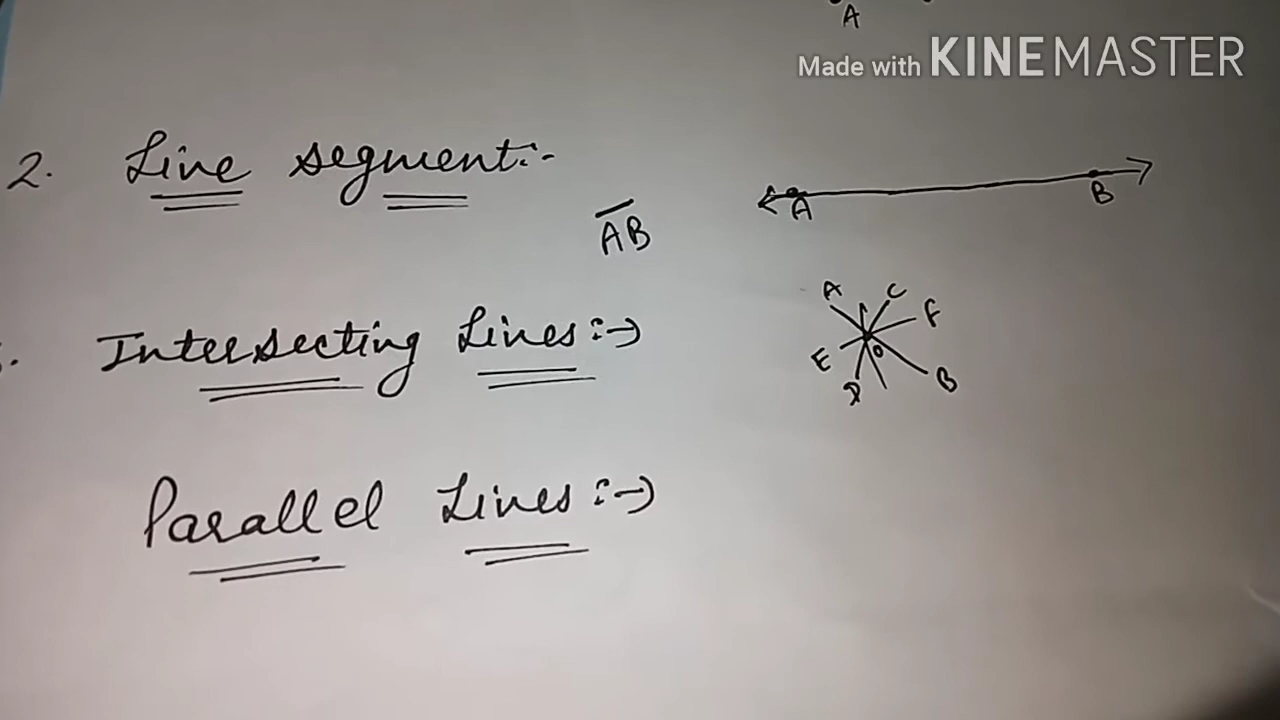 A
Made with KINEMASTER
2. Line segment:-
A B
AB
A C
Intersecting Lines:→
F
E O
D B
Parallel Lines:→